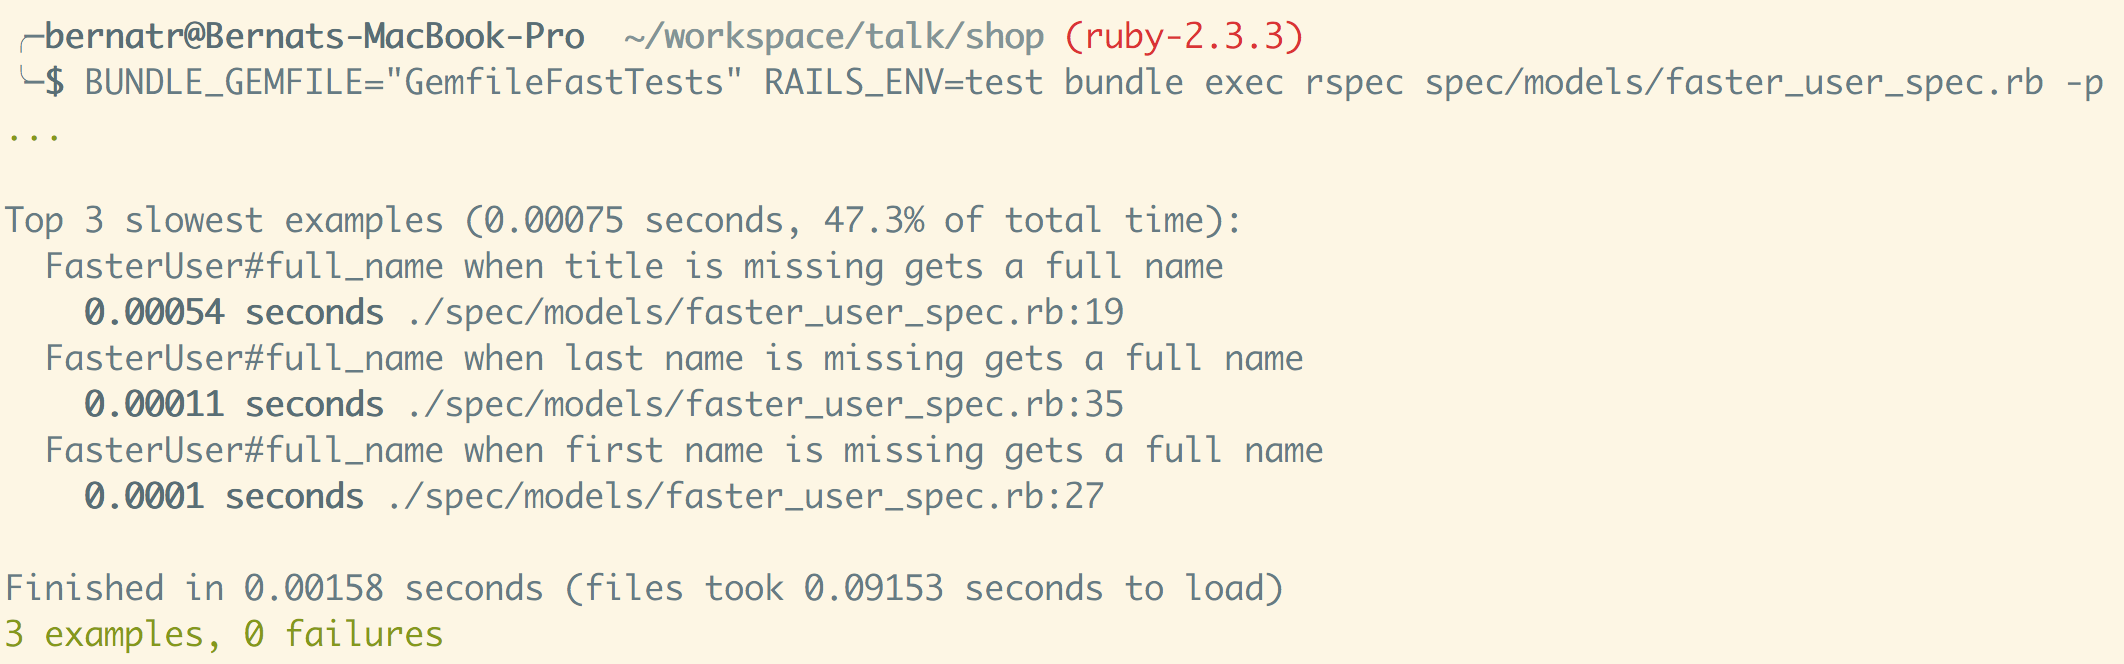 ╭─bernatr@Bernats-MacBook-Pro ~/workspace/talk/shop (ruby-2.3.3)
╰─$ BUNDLE_GEMFILE="GemfileFastTests" RAILS_ENV=test bundle exec rspec spec/models/faster_user_spec.rb -p
...
Top 3 slowest examples (0.00075 seconds, 47.3% of total time):
FasterUser#full_name when title is missing gets a full name
0.00054 seconds ./spec/models/faster_user_spec.rb:19
FasterUser#full_name when last name is missing gets a full name
0.00011 seconds ./spec/models/faster_user_spec.rb:35
FasterUser#full_name when first name is missing gets a full name
0.0001 seconds ./spec/models/faster_user_spec.rb:27
Finished in 0.00158 seconds (files took 0.09153 seconds to load)
3 examples, 0 failures